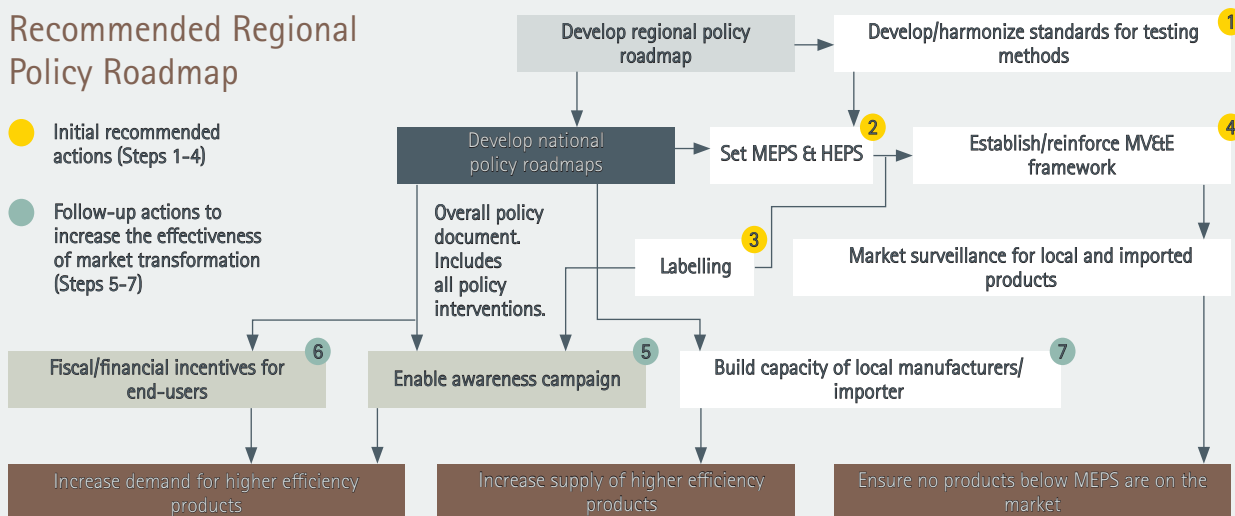 Recommended Regional
Policy Roadmap
Initial recommended
actions (Steps 1-4)
Follow-up actions to
increase the effectiveness
of market transformation
(Steps 5-7)
Develop regional policy
roadmap
1
Develop/harmonize standards for testing
methods
Develop national
policy roadmaps
2
Set MEPS & HEPS
4
Establish/reinforce MV&E
framework
Overall policy
document.
Includes
all policy
interventions.
3
Labelling
Market surveillance for local and imported
products
6
Fiscal/financial incentives for
end-users
5
Enable awareness campaign
7
Build capacity of local manufacturers/
importer
Increase demand for higher efficiency
products
Increase supply of higher efficiency
products
Ensure no products below MEPS are on the
market